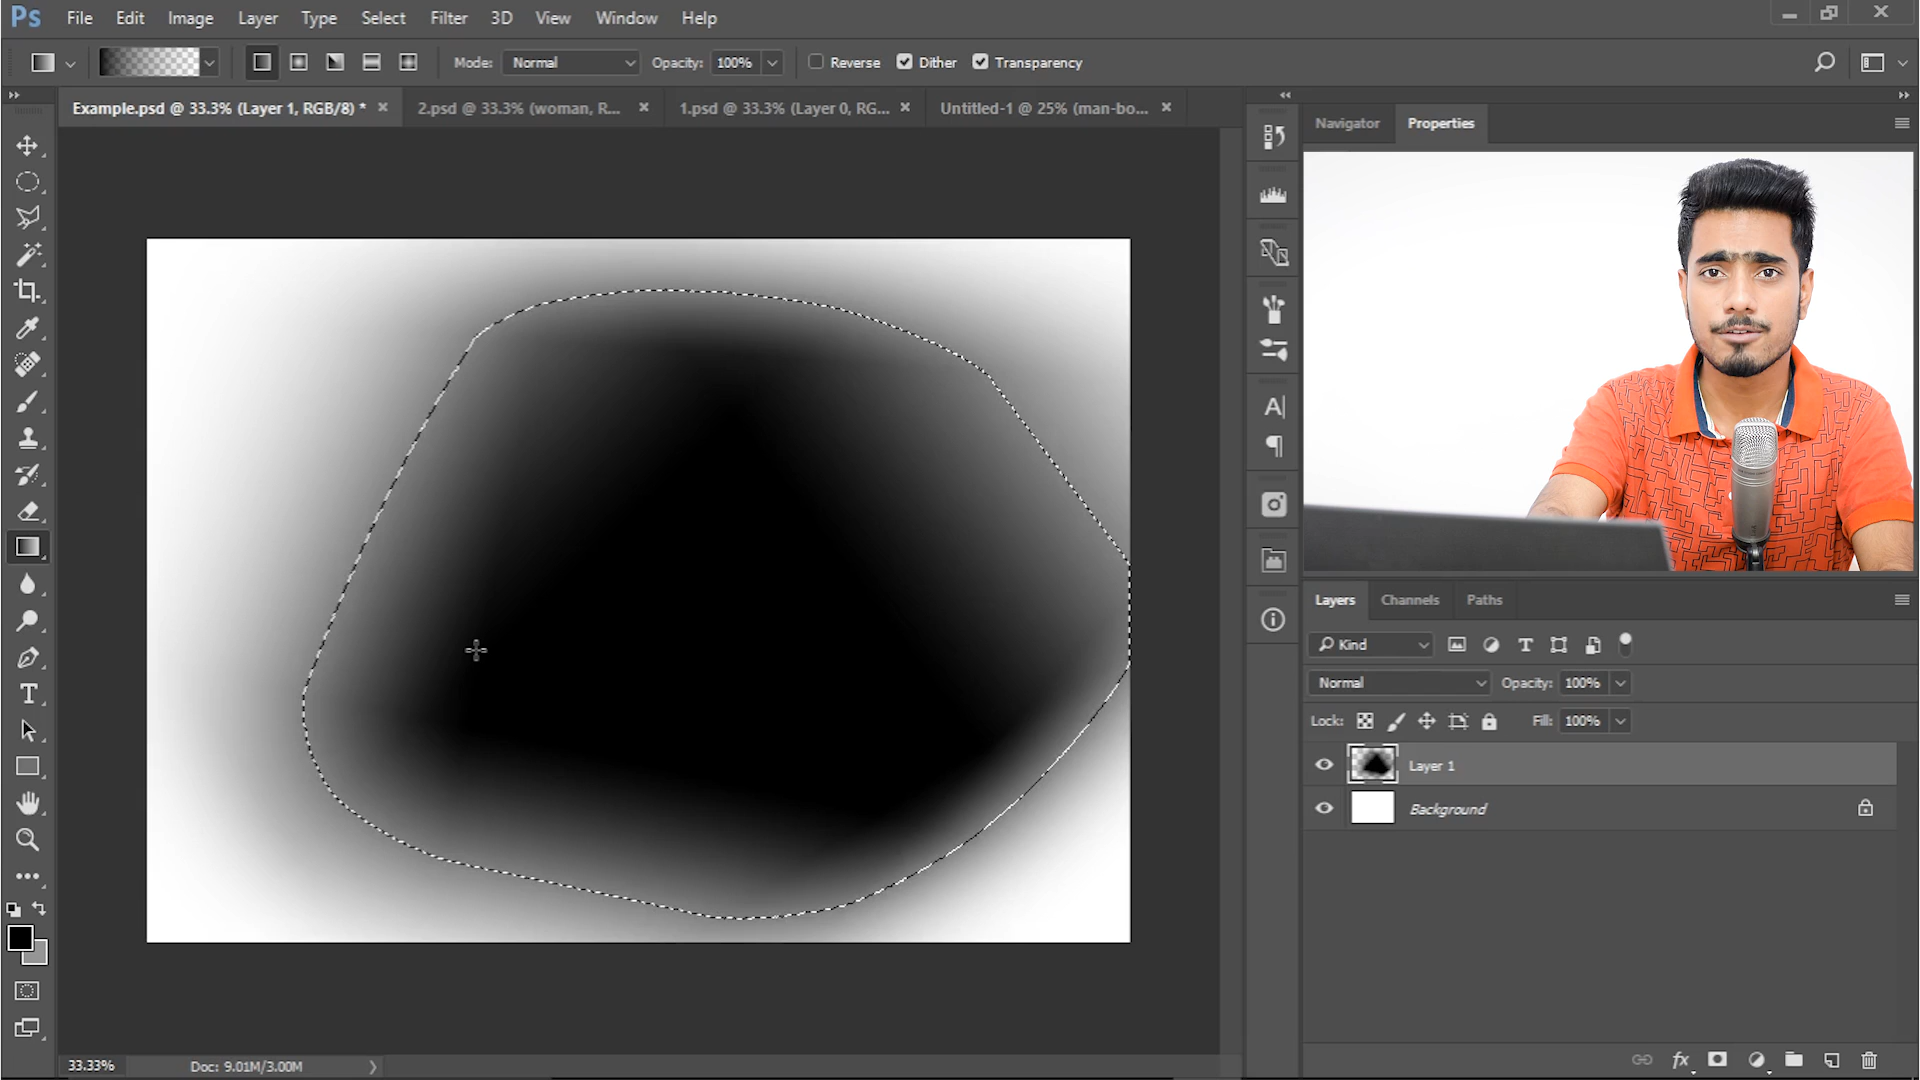 Ps File Edit Image Layer Type Select Filter 3D View Window Help
Mode: Normal Opacity: 100% Reverse Dither Transparency
Example.psd @ 33.3% (Layer 1, RGB/8) * 2.psd @ 33.3% (woman, R... 1.psd @ 33.3% (Layer 0, RG... Untitled-1 @ 25% (man-bo...
Navigator Properties
Layers Channels Paths
Kind
Normal Opacity: 100%
Lock: Fill: 100%
Layer 1
Background
33.33% Doc: 9.01M/3.00M